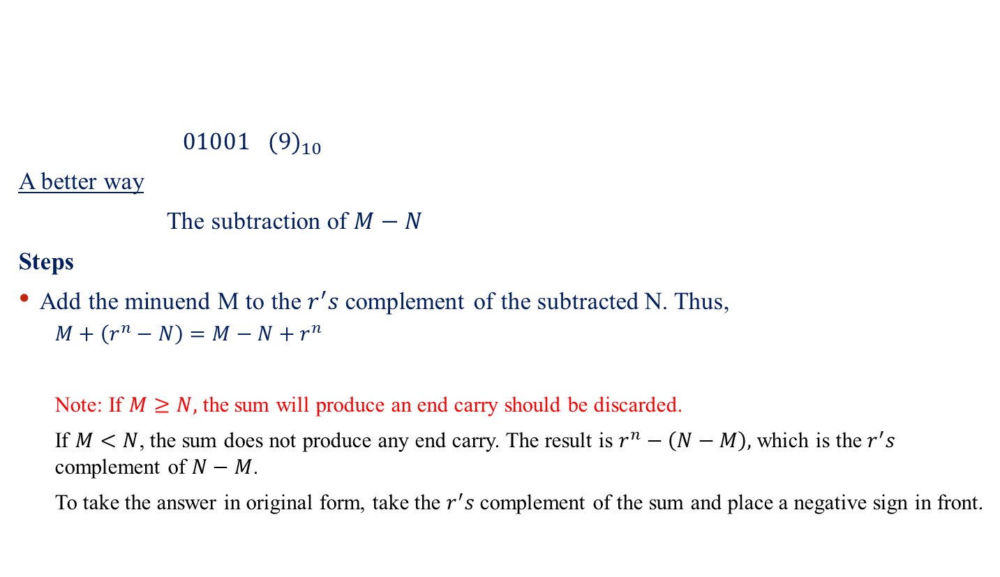 01001 (9)₁₀
A better way
The subtraction of M − N
Steps
• Add the minuend M to the r′s complement of the subtracted N. Thus,
M + (rⁿ − N) = M − N + rⁿ
Note: If M ≥ N, the sum will produce an end carry should be discarded.
If M < N, the sum does not produce any end carry. The result is rⁿ − (N − M), which is the r′s
complement of N − M.
To take the answer in original form, take the r′s complement of the sum and place a negative sign in front.